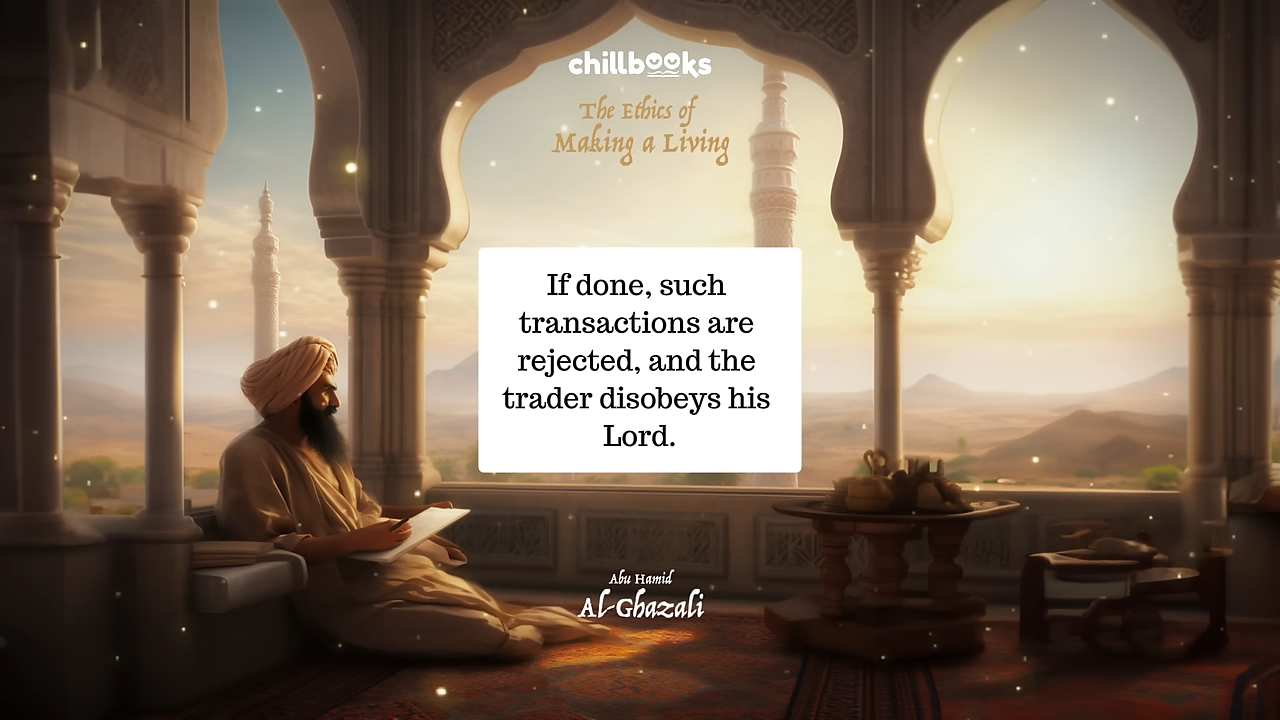 chillbooks
The Ethics of
Making a Living
If done, such
transactions are
rejected, and the
trader disobeys his
Lord.
Abu Hamid
Al-Ghazali